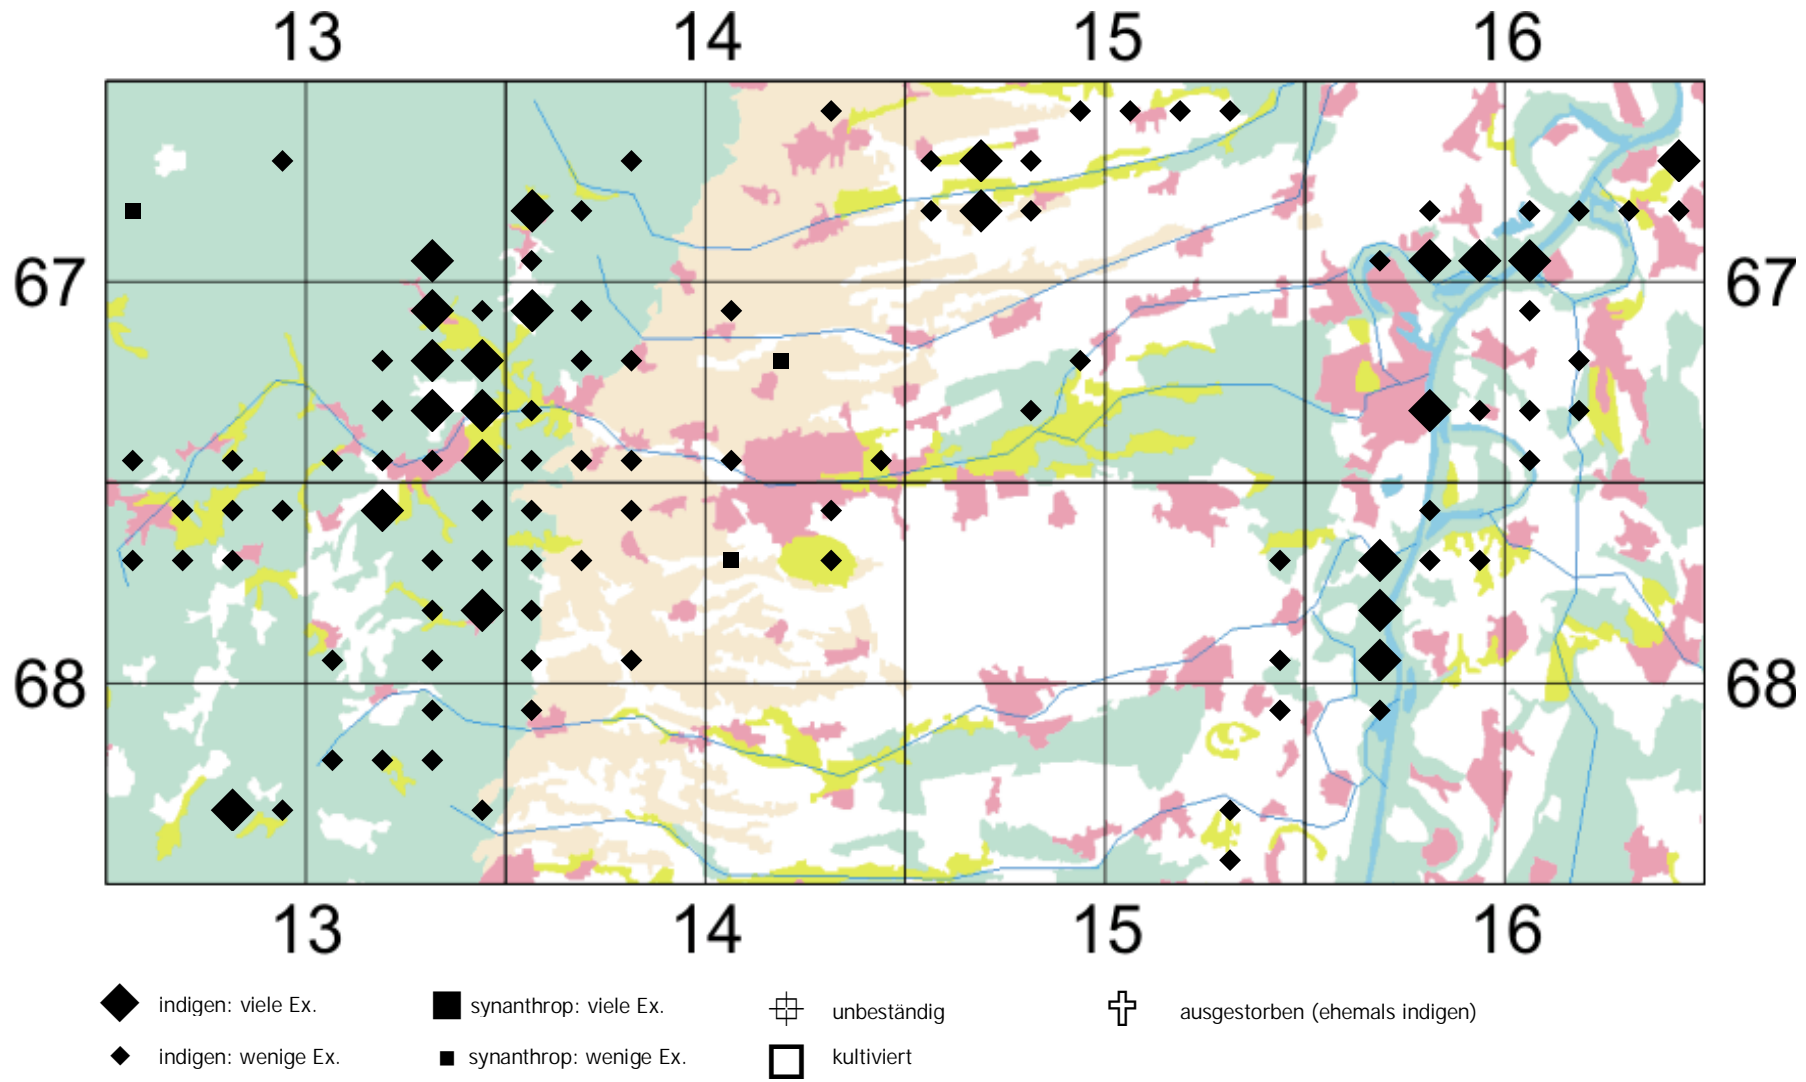 13 14 15 16
67 67
68 68
13 14 15 16
indigen: viele Ex. synanthrop: viele Ex. unbeständig ausgestorben (ehemals indigen)
indigen: wenige Ex. synanthrop: wenige Ex. kultiviert